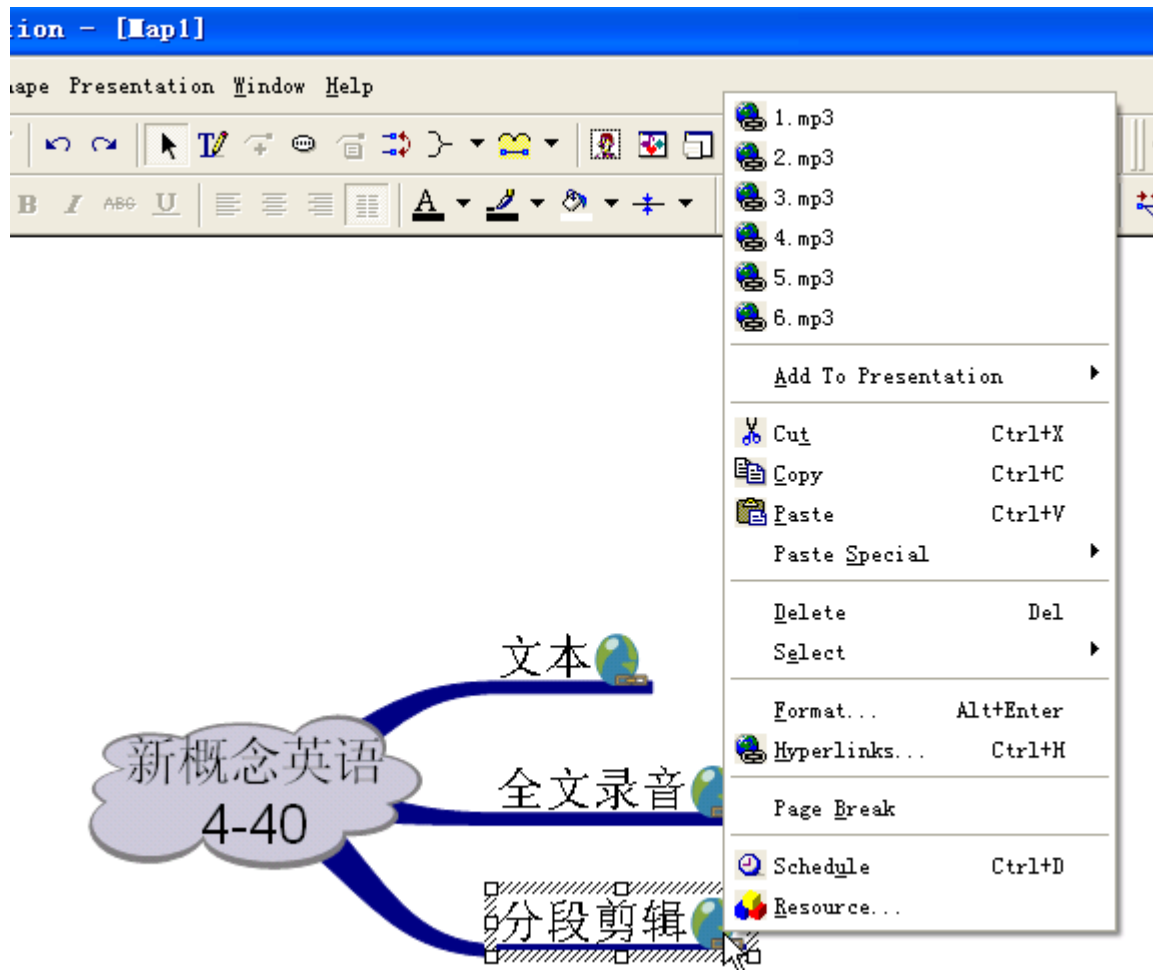 tion - [Map1]
hape Presentation Window Help
B I ABC U A
1.mp3
2.mp3
3.mp3
4.mp3
5.mp3
6.mp3
Add To Presentation
Cut Ctrl+X
Copy Ctrl+C
Paste Ctrl+V
Paste Special
Delete Del
Select
Format... Alt+Enter
Hyperlinks... Ctrl+H
Page Break
Schedule Ctrl+D
Resource...
文本
新概念英语
4-40
全文录音
分段剪辑